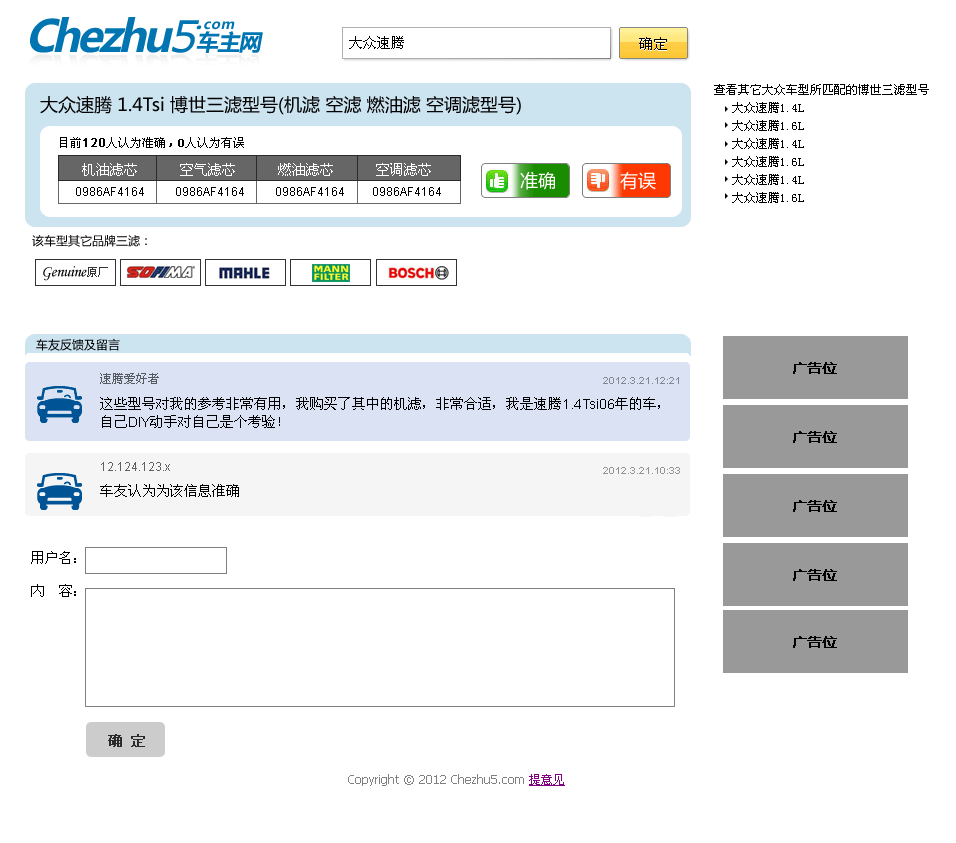 Chezhu5.com车主网
大众速腾
确定
大众速腾 1.4Tsi 博世三滤型号(机滤 空滤 燃油滤 空调滤型号)
目前120人认为准确，0人认为有误
机油滤芯 空气滤芯 燃油滤芯 空调滤芯
0986AF4164 0986AF4164 0986AF4164 0986AF4164
准确
有误
该车型其它品牌三滤：
Genuine原厂
SOFIMA
MAHLE
MANN
FILTER
BOSCH
查看其它大众车型所匹配的博世三滤型号
大众速腾1.4L
大众速腾1.6L
大众速腾1.4L
大众速腾1.6L
大众速腾1.4L
大众速腾1.6L
车友反馈及留言
速腾爱好者 2012.3.21.12:21
这些型号对我的参考非常有用，我购买了其中的机滤，非常合适，我是速腾1.4Tsi06年的车，
自己DIY动手对自己是个考验！
12.124.123.x 2012.3.21.10:33
车友认为为该信息准确
广告位
广告位
广告位
广告位
广告位
用户名：
内 容：
确 定
Copyright © 2012 Chezhu5.com 提意见